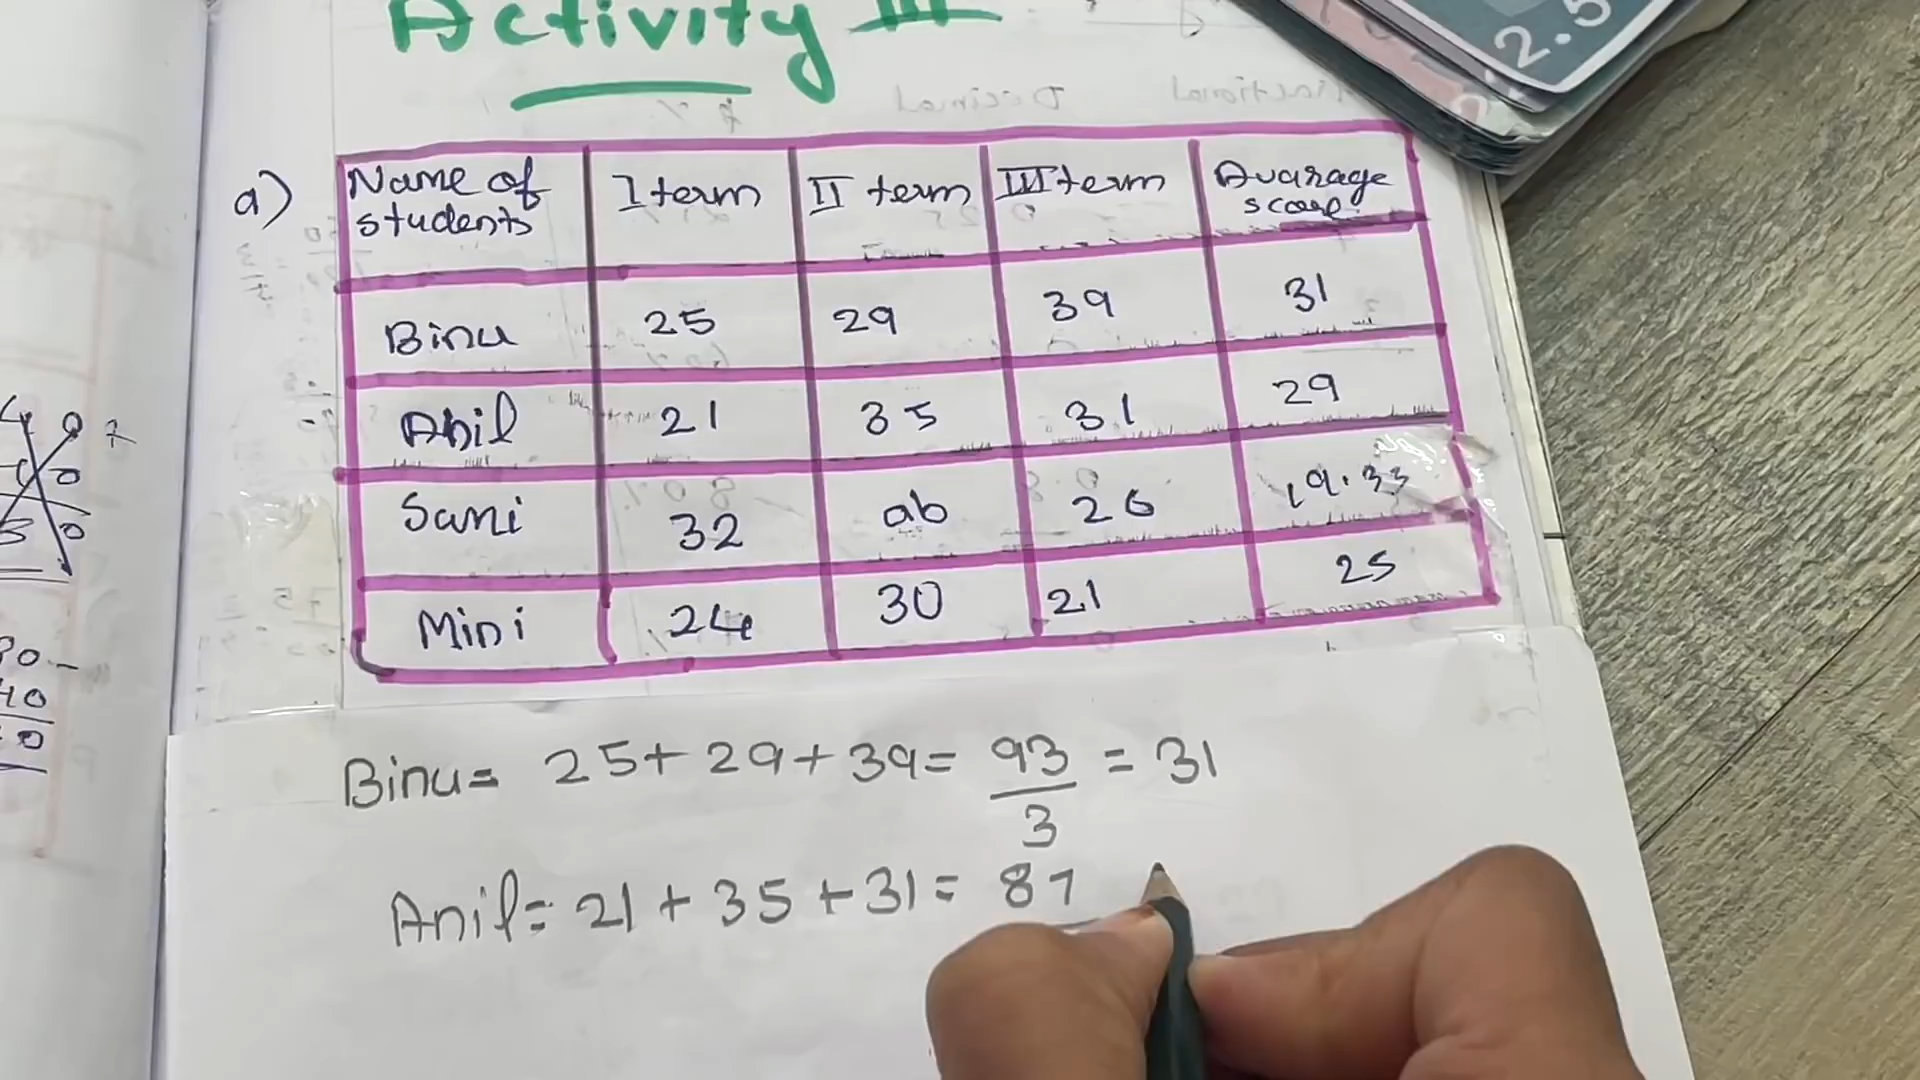 Activity III
a)
Name of students I term II term III term Avarage score
Binu 25 29 39 31
Anil 21 35 31 29
Sani 32 ab 26 19.33
Mini 24 30 21 25
Binu= 25+29+39= 93/3 = 31
Anil= 21+35+31= 87
2.5